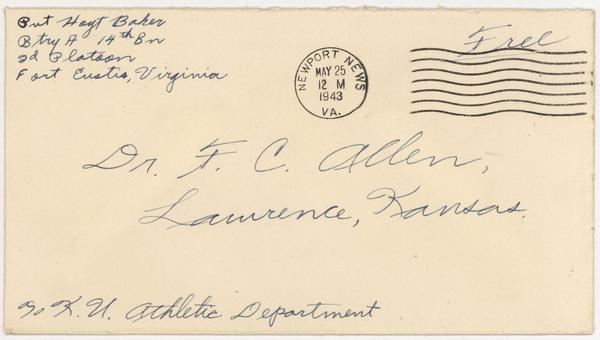 Pvt Hoyt Baker
Btry A 14th Bn
2d Platoon
Fort Eustis, Virginia
NEWPORT NEWS
MAY 25
12 M
1943
VA.
Free
Dr. F. C. Allen,
Lawrence, Kansas.
% K. U. Athletic Department